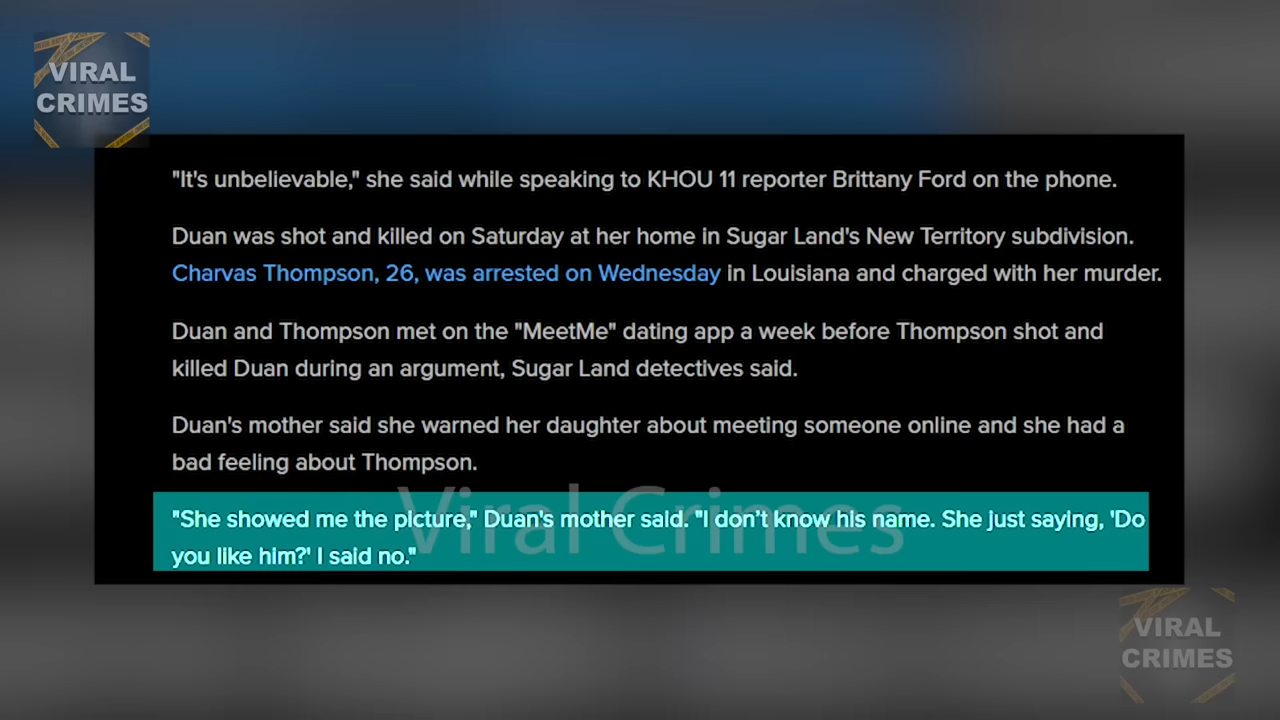 VIRAL
CRIMES
"It's unbelievable," she said while speaking to KHOU 11 reporter Brittany Ford on the phone.
Duan was shot and killed on Saturday at her home in Sugar Land's New Territory subdivision.
Charvas Thompson, 26, was arrested on Wednesday in Louisiana and charged with her murder.
Duan and Thompson met on the "MeetMe" dating app a week before Thompson shot and
killed Duan during an argument, Sugar Land detectives said.
Duan's mother said she warned her daughter about meeting someone online and she had a
bad feeling about Thompson.
"She showed me the picture," Duan's mother said. "I don’t know his name. She just saying, 'Do
you like him?' I said no."
Viral Crimes
VIRAL
CRIMES